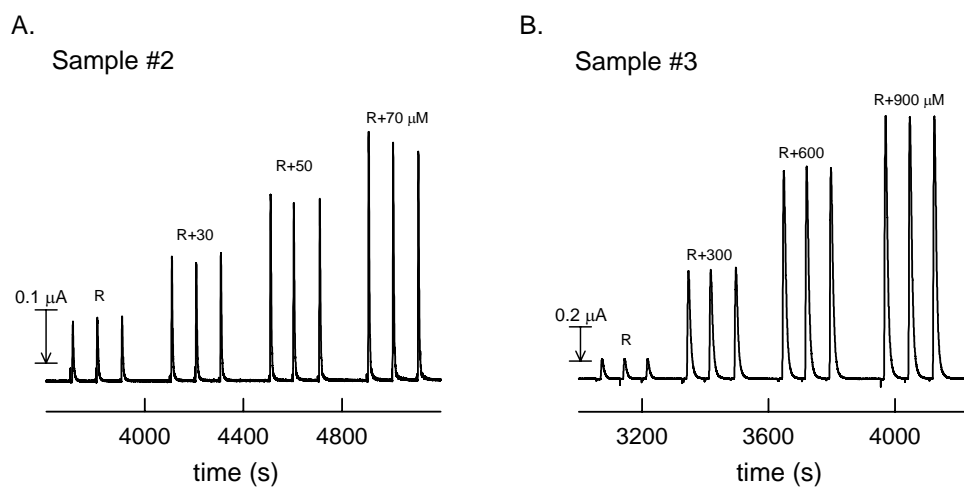 A.
Sample #2
R+70 μM
R+50
R+30
0.1 μA
R
4000 4400 4800
time (s)
B.
Sample #3
R+900 μM
R+600
R+300
0.2 μA
R
3200 3600 4000
time (s)